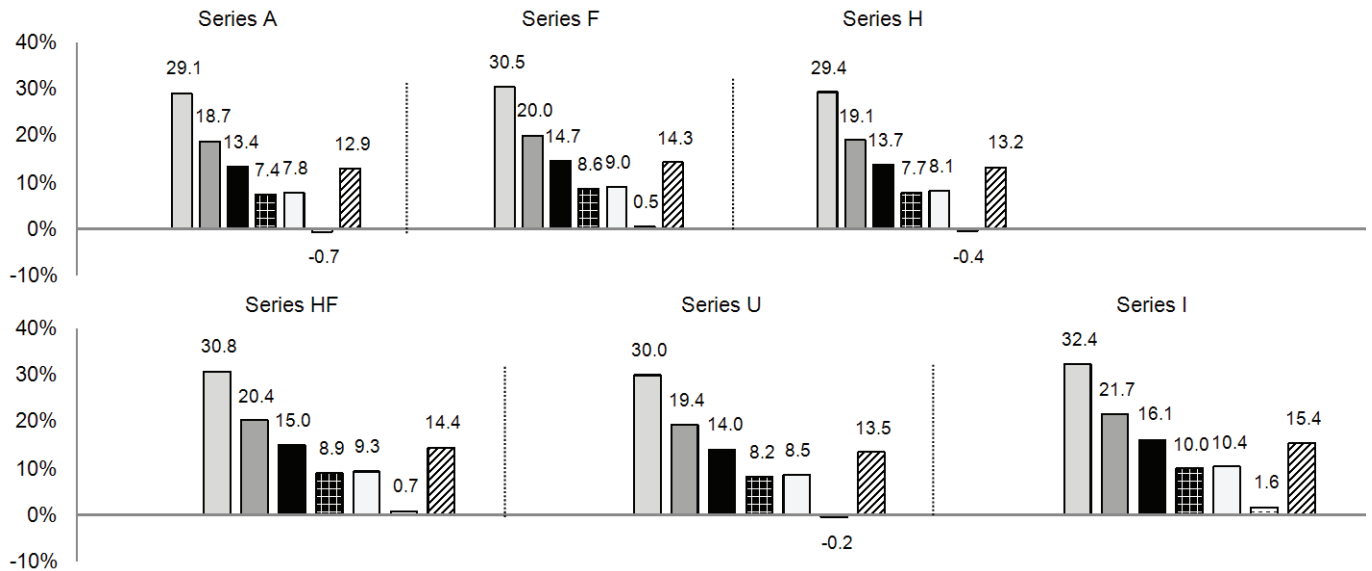 Series A Series F Series H
40%
30%
20%
10%
0%
-10%
29.1 18.7 13.4 7.4 7.8 -0.7 12.9
30.5 20.0 14.7 8.6 9.0 0.5 14.3
29.4 19.1 13.7 7.7 8.1 -0.4 13.2
Series HF Series U Series I
40%
30%
20%
10%
0%
-10%
30.8 20.4 15.0 8.9 9.3 0.7 14.4
30.0 19.4 14.0 8.2 8.5 -0.2 13.5
32.4 21.7 16.1 10.0 10.4 1.6 15.4